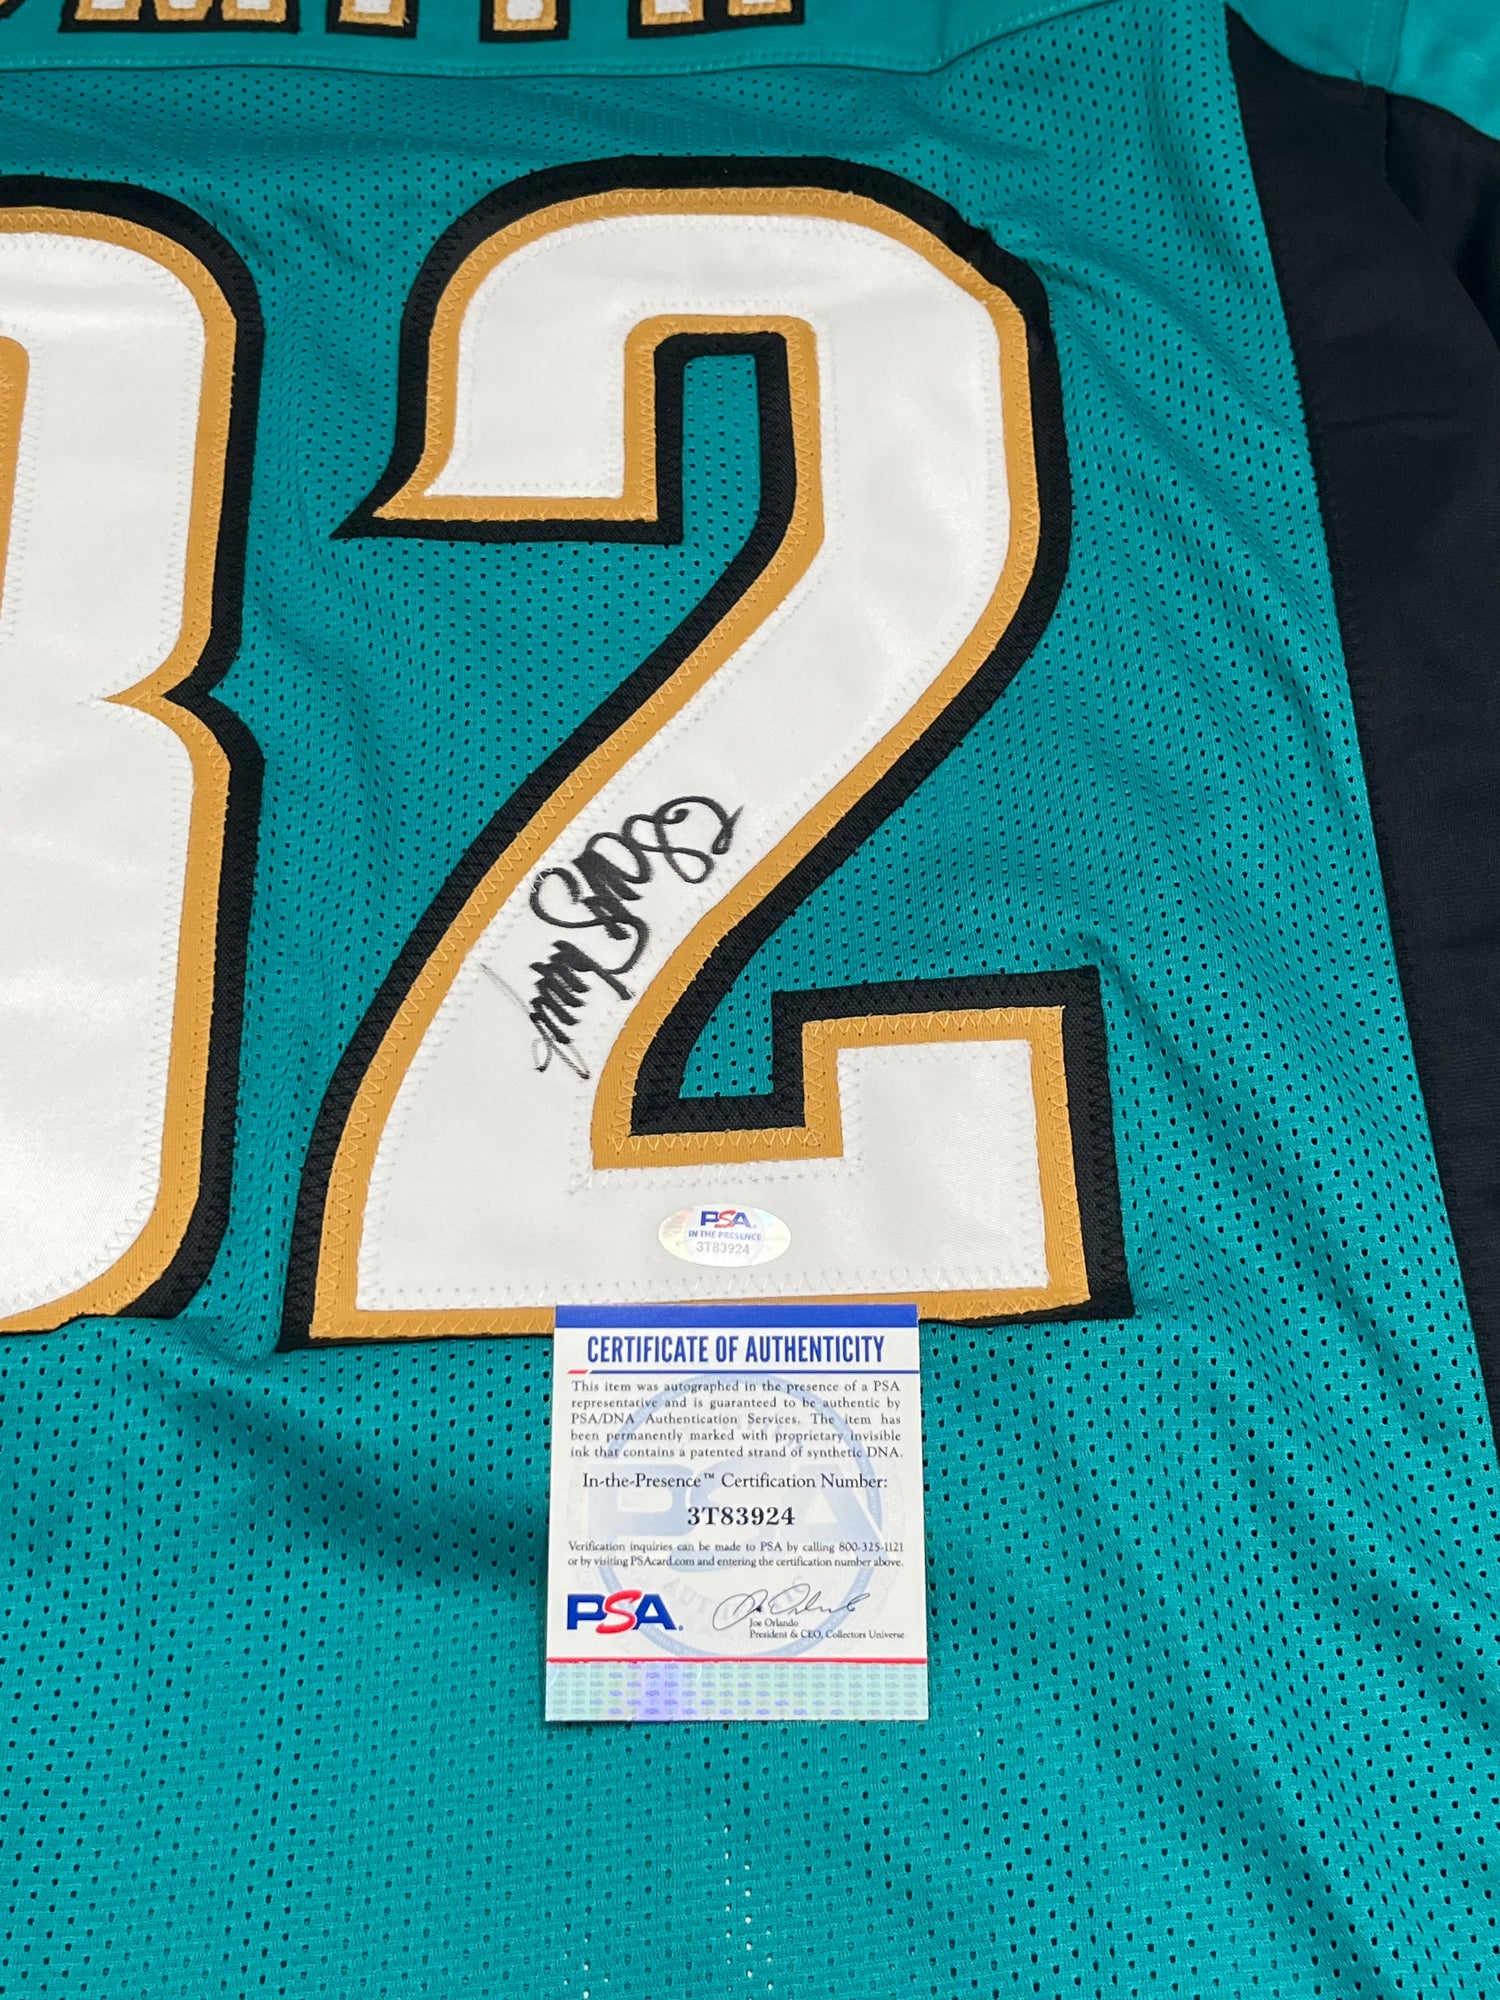 82
PSA
IN THE PRESENCE
3T83924
CERTIFICATE OF AUTHENTICITY
This item was autographed in the presence of a PSA
representative and is guaranteed to be authentic by
PSA/DNA Authentication Services. The item has
been permanently marked with proprietary invisible
ink that contains a patented strand of synthetic DNA.
In-the-Presence™ Certification Number:
3T83924
Verification inquiries can be made to PSA by calling 800-325-1121
or by visiting PSAcard.com and entering the certification number above.
PSA.
Joe Orlando
President & CEO, Collectors Universe